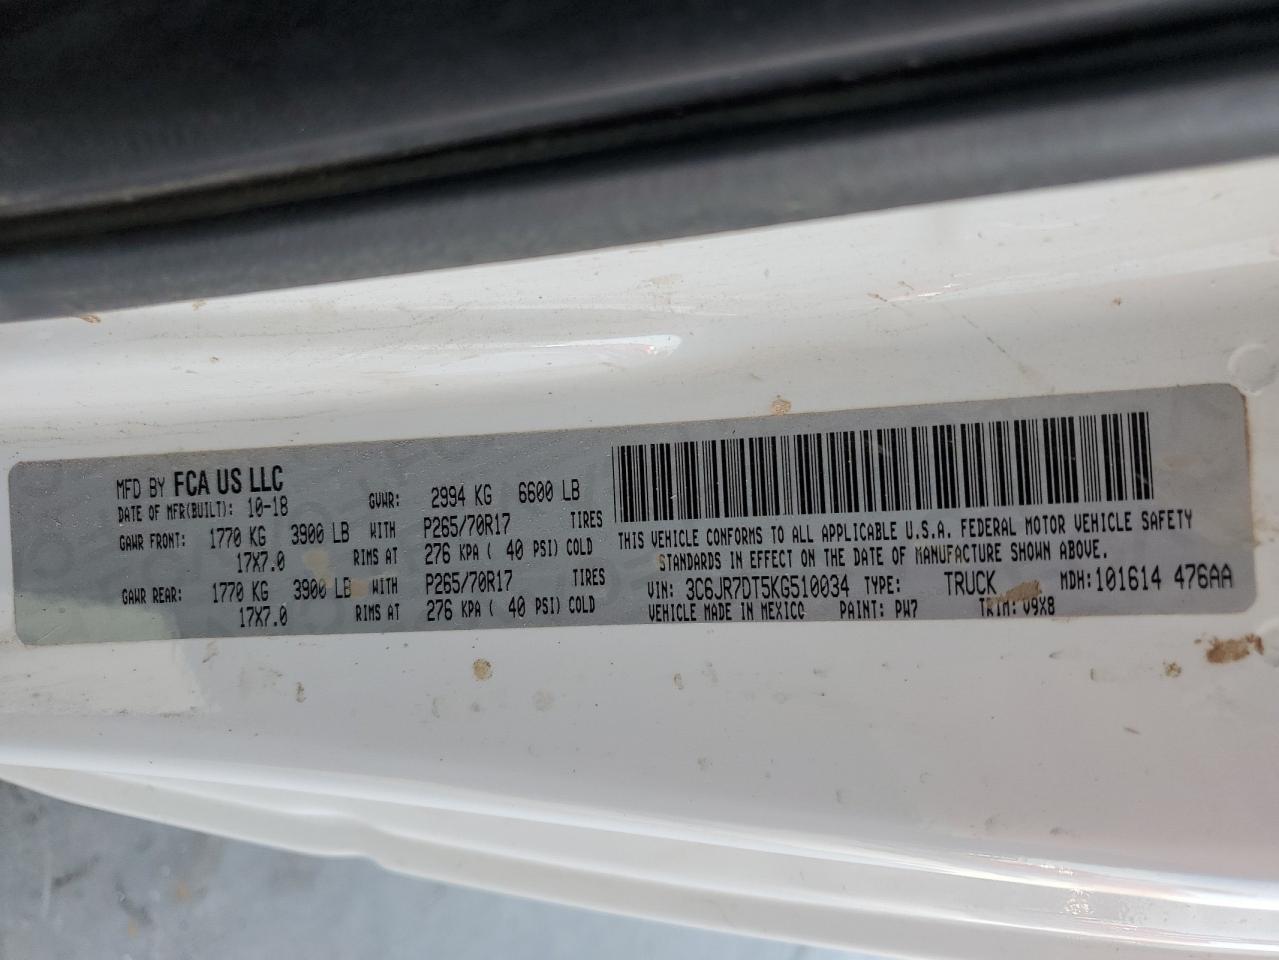 MFD BY FCA US LLC
DATE OF MFR(BUILT): 10-18 GVWR: 2994 KG 6600 LB
GAWR FRONT: 1770 KG 3900 LB WITH P265/70R17 TIRES
17X7.0 RIMS AT 276 KPA ( 40 PSI) COLD
GAWR REAR: 1770 KG 3900 LB WITH P265/70R17 TIRES
17X7.0 RIMS AT 276 KPA ( 40 PSI) COLD
THIS VEHICLE CONFORMS TO ALL APPLICABLE U.S.A. FEDERAL MOTOR VEHICLE SAFETY
STANDARDS IN EFFECT ON THE DATE OF MANUFACTURE SHOWN ABOVE.
VIN: 3C6JR7DT5KG510034 TYPE: TRUCK MDH: 101614 476AA
VEHICLE MADE IN MEXICO PAINT: PW7 TRIM: V9X8